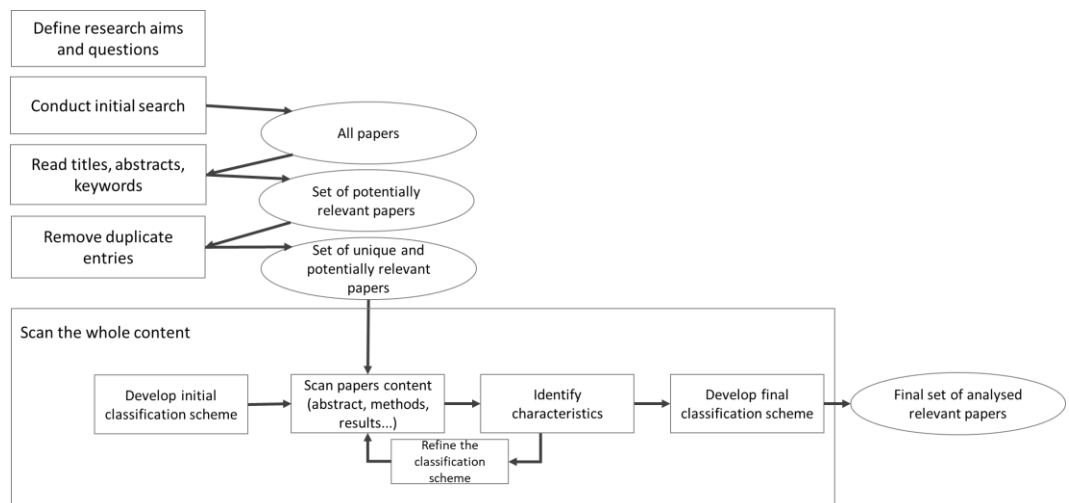 Define research aims
and questions
Conduct initial search
All papers
Read titles, abstracts,
keywords
Set of potentially
relevant papers
Remove duplicate
entries
Set of unique and
potentially relevant
papers
Scan the whole content
Develop initial
classification scheme
Scan papers content
(abstract, methods,
results...)
Identify
characteristics
Develop final
classification scheme
Final set of analysed
relevant papers
Refine the
classification
scheme